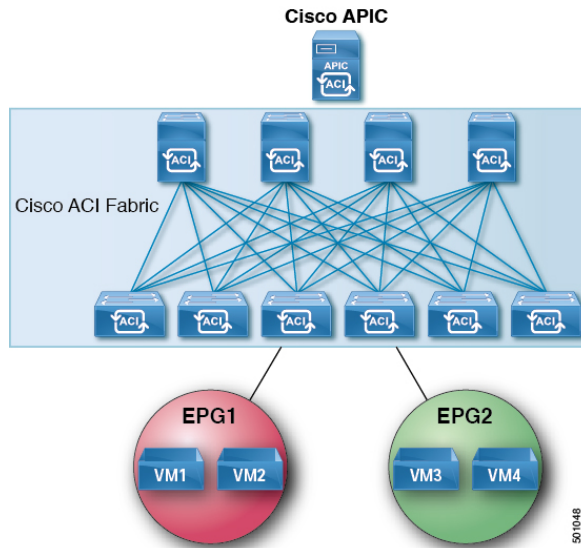 Cisco APIC
APIC
ACI
ACI ACI ACI ACI
Cisco ACI Fabric
ACI ACI ACI ACI ACI ACI
EPG1 EPG2
VM1 VM2 VM3 VM4
501048